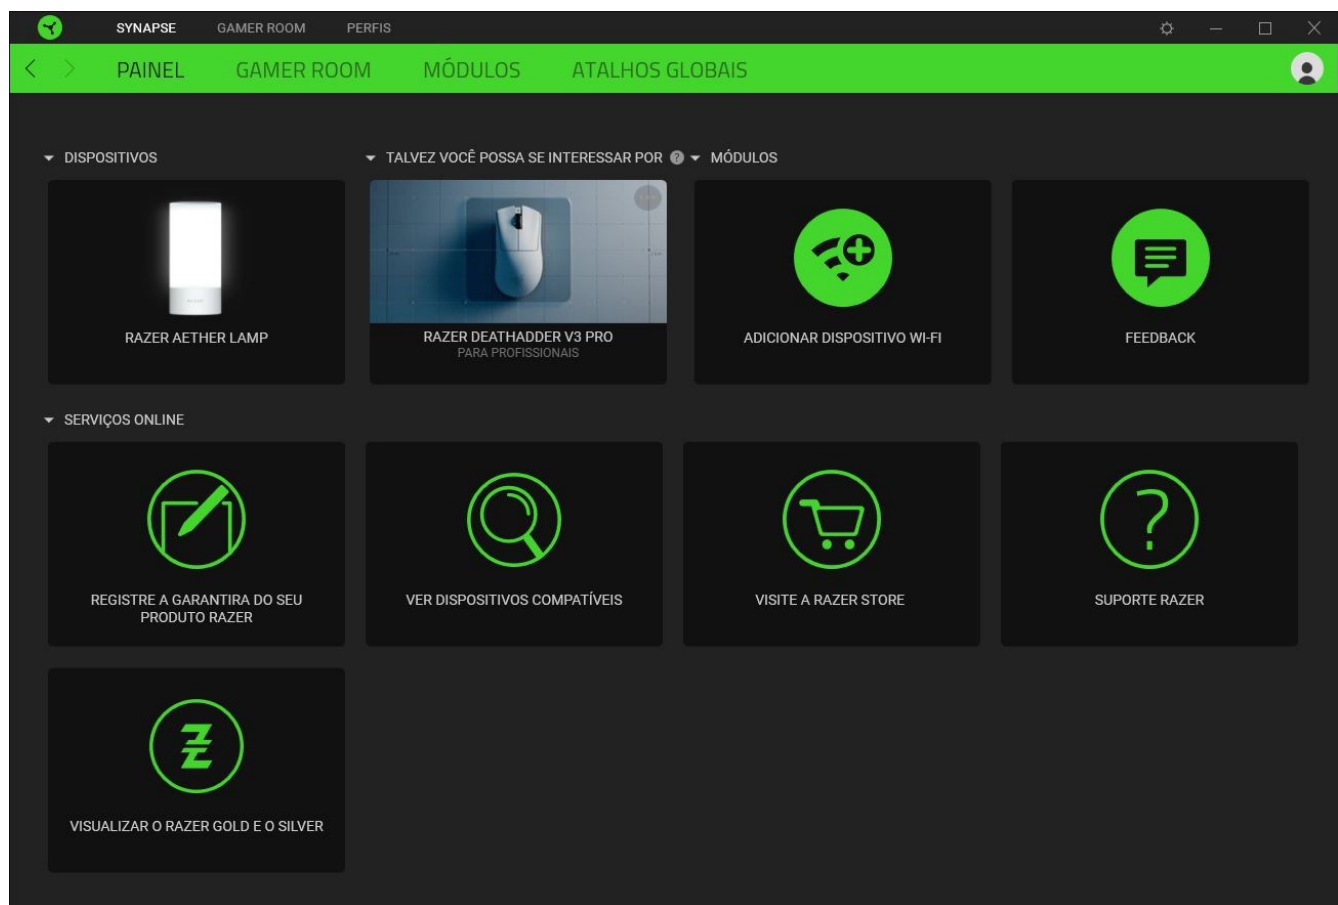 SYNAPSE GAMER ROOM PERFIS
PAINEL GAMER ROOM MÓDULOS ATALHOS GLOBAIS
DISPOSITIVOS
TALVEZ VOCÊ POSSA SE INTERESSAR POR ?
MÓDULOS
RAZER AETHER LAMP
RAZER DEATHADDER V3 PRO
PARA PROFISSIONAIS
ADICIONAR DISPOSITIVO WI-FI
FEEDBACK
SERVIÇOS ONLINE
REGISTRE A GARANTIRA DO SEU
PRODUTO RAZER
VER DISPOSITIVOS COMPATÍVEIS
VISITE A RAZER STORE
SUPORTE RAZER
VISUALIZAR O RAZER GOLD E O SILVER